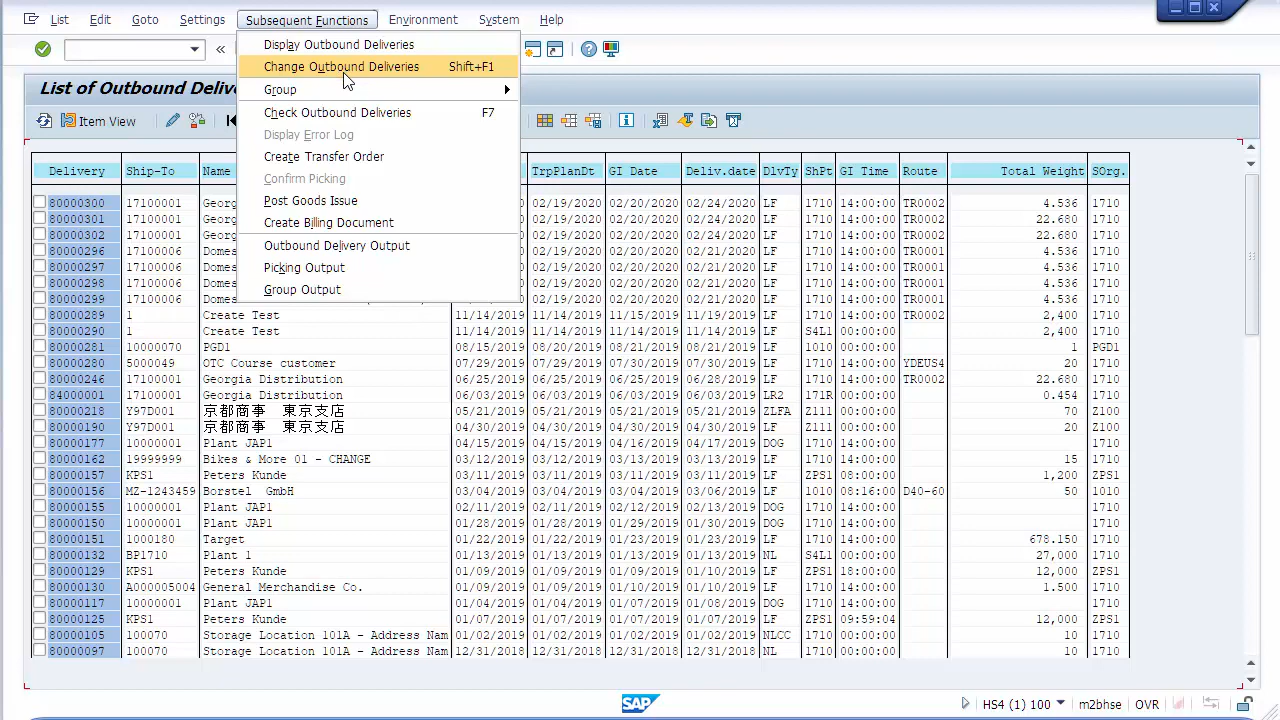 List Edit Goto Settings Subsequent Functions Environment System Help
Display Outbound Deliveries
Change Outbound Deliveries Shift+F1
Group
Check Outbound Deliveries F7
Display Error Log
Create Transfer Order
Confirm Picking
Post Goods Issue
Create Billing Document
Outbound Delivery Output
Picking Output
Group Output
List of Outbound Delive
Item View
Delivery Ship-To Name TrpPlanDt GI Date Deliv.date DlvTy ShPt GI Time Route Total Weight SOrg.
80000300 17100001 Georg 02/19/2020 02/20/2020 02/24/2020 LF 1710 14:00:00 TR0002 4.536 1710
80000301 17100001 Georg 02/19/2020 02/20/2020 02/24/2020 LF 1710 14:00:00 TR0002 22.680 1710
80000302 17100001 Georg 02/19/2020 02/20/2020 02/24/2020 LF 1710 14:00:00 TR0002 22.680 1710
80000296 17100006 Domes 02/19/2020 02/20/2020 02/20/2020 LF 1710 14:00:00 TR0001 4.536 1710
80000297 17100006 Domes 02/19/2020 02/20/2020 02/20/2020 LF 1710 14:00:00 TR0001 4.536 1710
80000298 17100006 Domes 02/19/2020 02/20/2020 02/20/2020 LF 1710 14:00:00 TR0001 4.536 1710
80000299 17100006 Domes 02/19/2020 02/20/2020 02/20/2020 LF 1710 14:00:00 TR0001 4.536 1710
80000289 1 Create Test 11/14/2019 11/14/2019 11/15/2019 11/19/2019 LF 1710 14:00:00 TR0002 2,400 1710
80000290 1 Create Test 11/14/2019 11/14/2019 11/14/2019 11/14/2019 LF S4L1 00:00:00 2,400 1710
80000281 10000070 PGD1 08/15/2019 08/20/2019 08/21/2019 08/21/2019 LF 1010 00:00:00 1 PGD1
80000280 5000049 OTC Course customer 07/29/2019 07/29/2019 07/30/2019 07/30/2019 LF 1710 14:00:00 YDEUS4 20 1710
80000246 17100001 Georgia Distribution 06/25/2019 06/25/2019 06/25/2019 06/28/2019 LF 1710 14:00:00 TR0002 22.680 1710
84000001 17100001 Georgia Distribution 06/25/2019 06/25/2019 06/25/2019 06/25/2019 LR2 171R 00:00:00 0.454 1710
80000218 Y97D001 京都商事 東京支店 05/21/2019 05/21/2019 05/21/2019 05/21/2019 ZLFA Z111 00:00:00 70 Z100
80000190 Y97D001 京都商事 東京支店 04/30/2019 04/30/2019 04/30/2019 04/30/2019 LF Z111 00:00:00 20 Z100
80000177 10000001 Plant JAP1 04/15/2019 04/15/2019 04/16/2019 04/17/2019 DOG 1710 14:00:00 1710
80000162 19999999 Bikes & More 01 - CHANGE 03/12/2019 03/12/2019 03/12/2019 03/13/2019 LF 1710 14:00:00 15 1710
80000157 KPS1 Peters Kunde 03/11/2019 03/11/2019 03/11/2019 03/11/2019 LF ZPS1 00:00:00 1,200 ZPS1
80000156 MZ-1243459 Borstel GmbH 03/04/2019 03/04/2019 03/04/2019 03/06/2019 LF 1010 08:16:00 D40-60 50 1010
80000155 10000001 Plant JAP1 02/11/2019 02/11/2019 02/11/2019 02/12/2019 DOG 1710 14:00:00 1710
80000150 10000001 Plant JAP1 01/28/2019 01/28/2019 01/29/2019 01/30/2019 DOG 1710 14:00:00 1710
80000151 1000180 Target 01/22/2019 01/22/2019 01/23/2019 01/23/2019 LF 1710 14:00:00 678.150 1710
80000132 BP1710 Plant 1 01/13/2019 01/13/2019 01/13/2019 01/13/2019 NL S4L1 00:00:00 27,000 1710
80000129 KPS1 Peters Kunde 01/09/2019 01/09/2019 01/09/2019 01/09/2019 LF ZPS1 18:00:00 12,000 ZPS1
80000130 A000005004 General Merchandise Co. 01/09/2019 01/09/2019 01/10/2019 01/10/2019 LF 1710 14:00:00 1.500 1710
80000117 10000001 Plant JAP1 01/04/2019 01/04/2019 01/07/2019 01/08/2019 DOG 1710 14:00:00 1710
80000125 KPS1 Peters Kunde 01/07/2019 01/07/2019 01/07/2019 01/07/2019 LF ZPS1 09:59:04 12,000 ZPS1
80000105 100070 Storage Location 101A - Address Nam 01/02/2019 01/02/2019 01/02/2019 01/02/2019 NLCC 1710 00:00:00 10 1710
80000097 100070 Storage Location 101A - Address Nam 12/31/2018 12/31/2018 12/31/2018 12/31/2018 NL 1710 00:00:00 10 1710
SAP HS4 (1) 100 m2bhse OVR